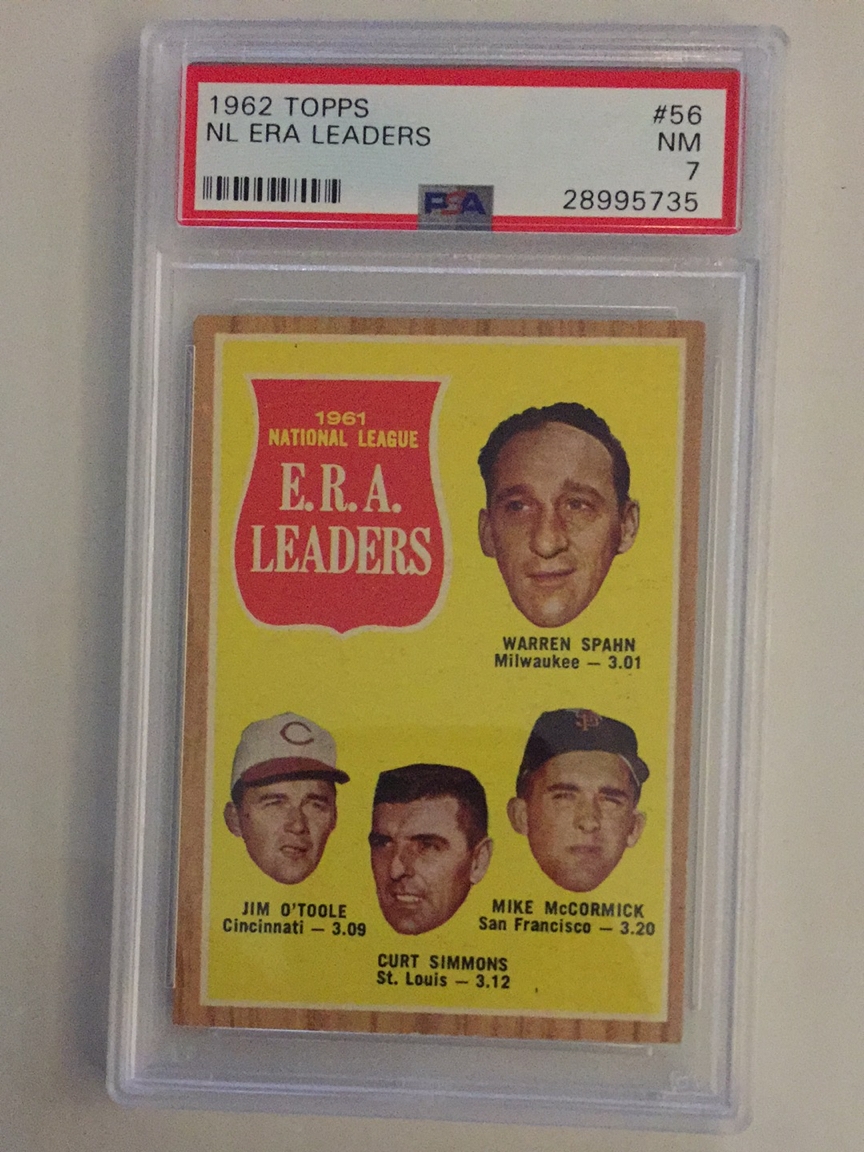 1962 TOPPS #56
NL ERA LEADERS NM
7
PSA 28995735
1961
NATIONAL LEAGUE
E.R.A.
LEADERS
WARREN SPAHN
Milwaukee — 3.01
C
SF
JIM O'TOOLE
Cincinnati — 3.09
MIKE McCORMICK
San Francisco — 3.20
CURT SIMMONS
St. Louis — 3.12